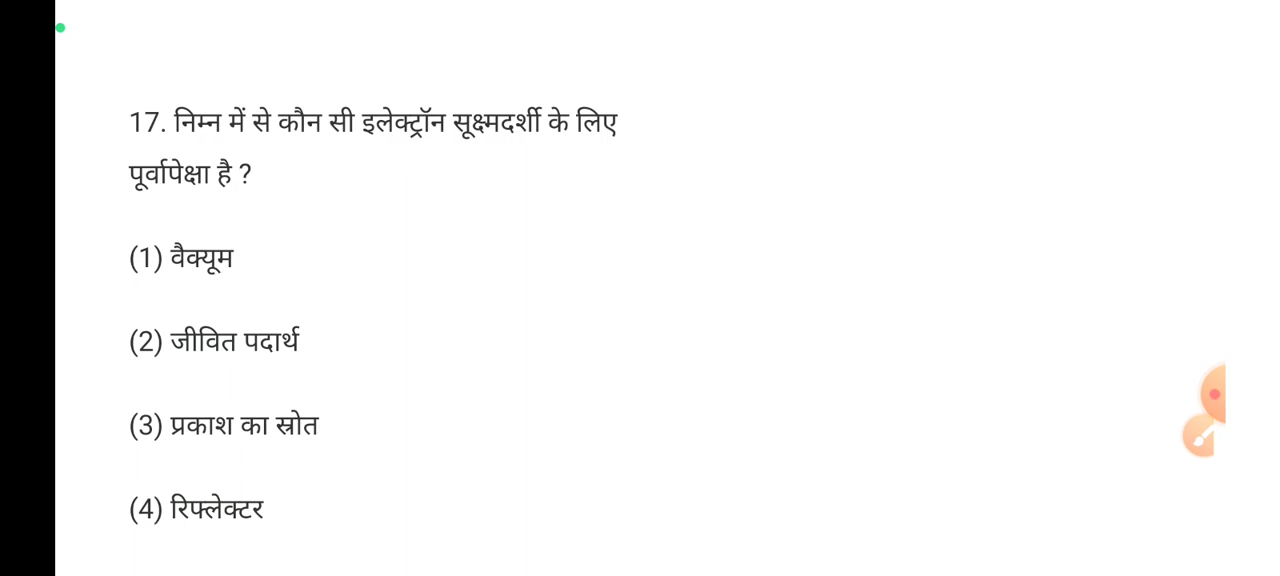 17. निम्न में से कौन सी इलेक्ट्रॉन सूक्ष्मदर्शी के लिए
पूर्वापेक्षा है ?
(1) वैक्यूम
(2) जीवित पदार्थ
(3) प्रकाश का स्रोत
(4) रिफ्लेक्टर